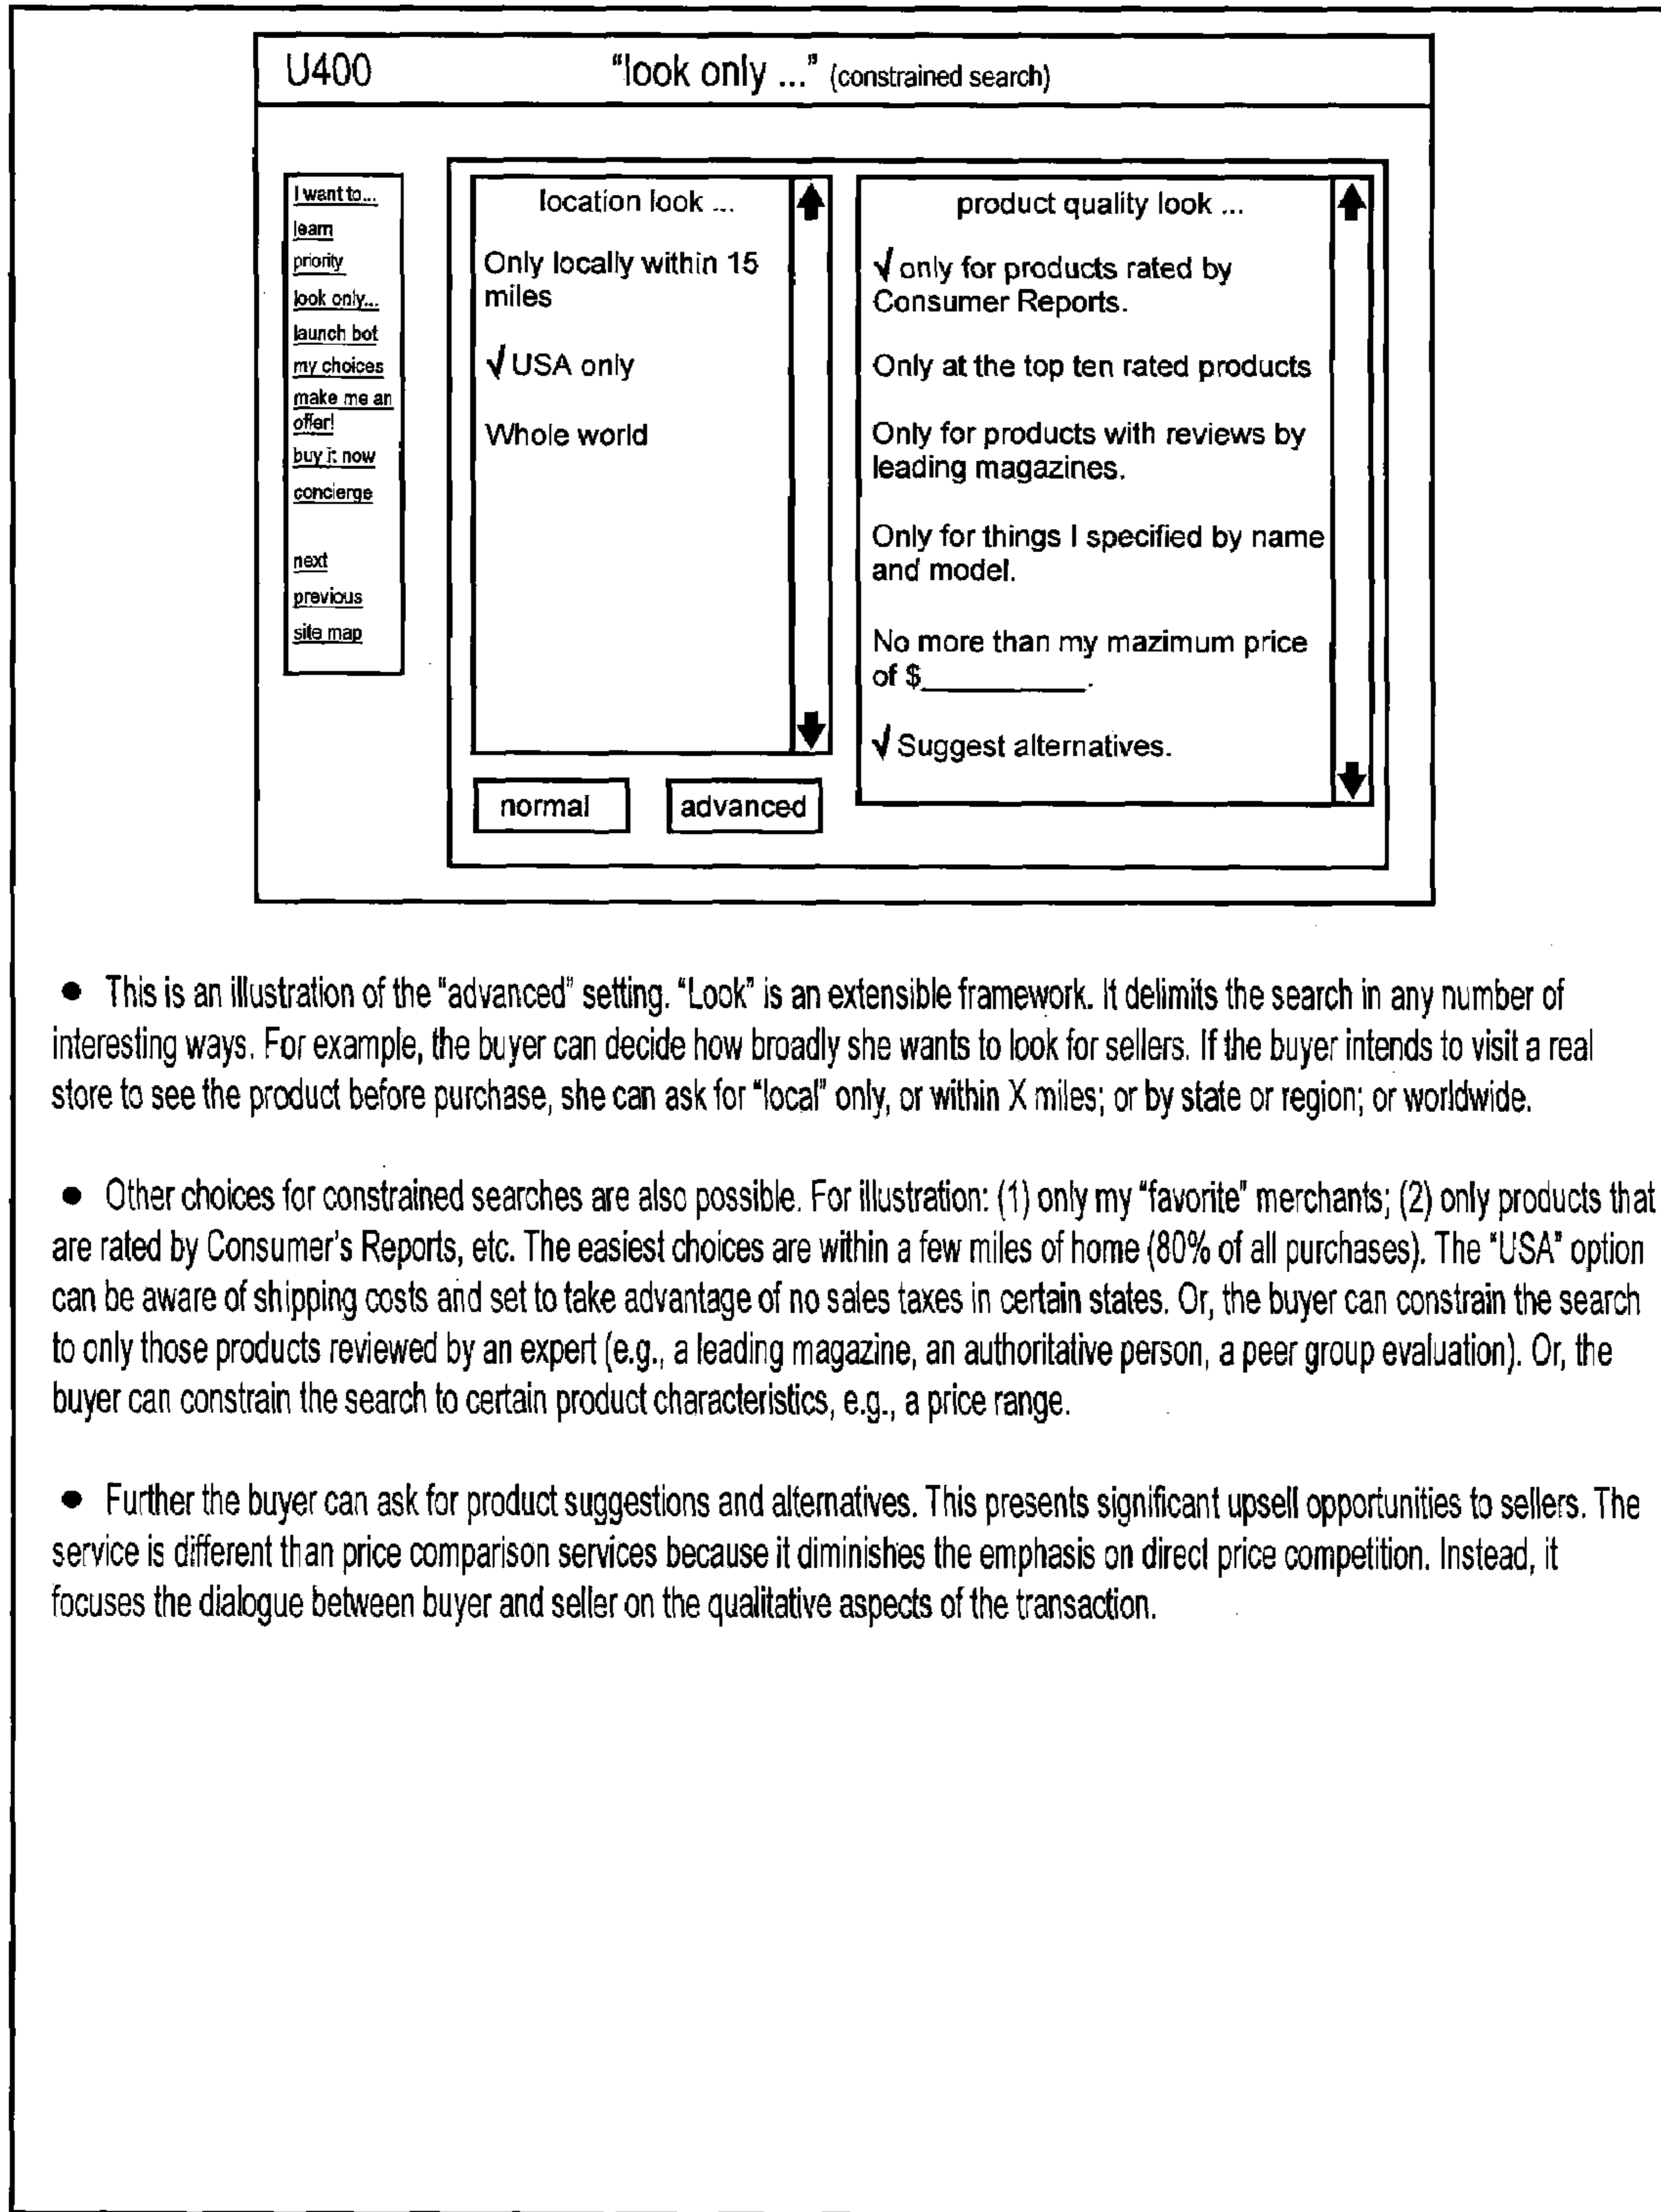 U400
"look only ..." (constrained search)
I want to...
learn
priority
look only...
launch bot
my choices
make me an
offer!
buy it now
concierge
next
previous
site map
location look ...
Only locally within 15
miles
√ USA only
Whole world
normal
advanced
product quality look ...
√ only for products rated by
Consumer Reports.
Only at the top ten rated products
Only for products with reviews by
leading magazines.
Only for things I specified by name
and model.
No more than my mazimum price
of $__________.
√ Suggest alternatives.
● This is an illustration of the "advanced" setting. "Look" is an extensible framework. It delimits the search in any number of
interesting ways. For example, the buyer can decide how broadly she wants to look for sellers. If the buyer intends to visit a real
store to see the product before purchase, she can ask for "local" only, or within X miles; or by state or region; or worldwide.
● Other choices for constrained searches are also possible. For illustration: (1) only my "favorite" merchants; (2) only products that
are rated by Consumer's Reports, etc. The easiest choices are within a few miles of home (80% of all purchases). The "USA" option
can be aware of shipping costs and set to take advantage of no sales taxes in certain states. Or, the buyer can constrain the search
to only those products reviewed by an expert (e.g., a leading magazine, an authoritative person, a peer group evaluation). Or, the
buyer can constrain the search to certain product characteristics, e.g., a price range.
● Further the buyer can ask for product suggestions and alternatives. This presents significant upsell opportunities to sellers. The
service is different than price comparison services because it diminishes the emphasis on direct price competition. Instead, it
focuses the dialogue between buyer and seller on the qualitative aspects of the transaction.